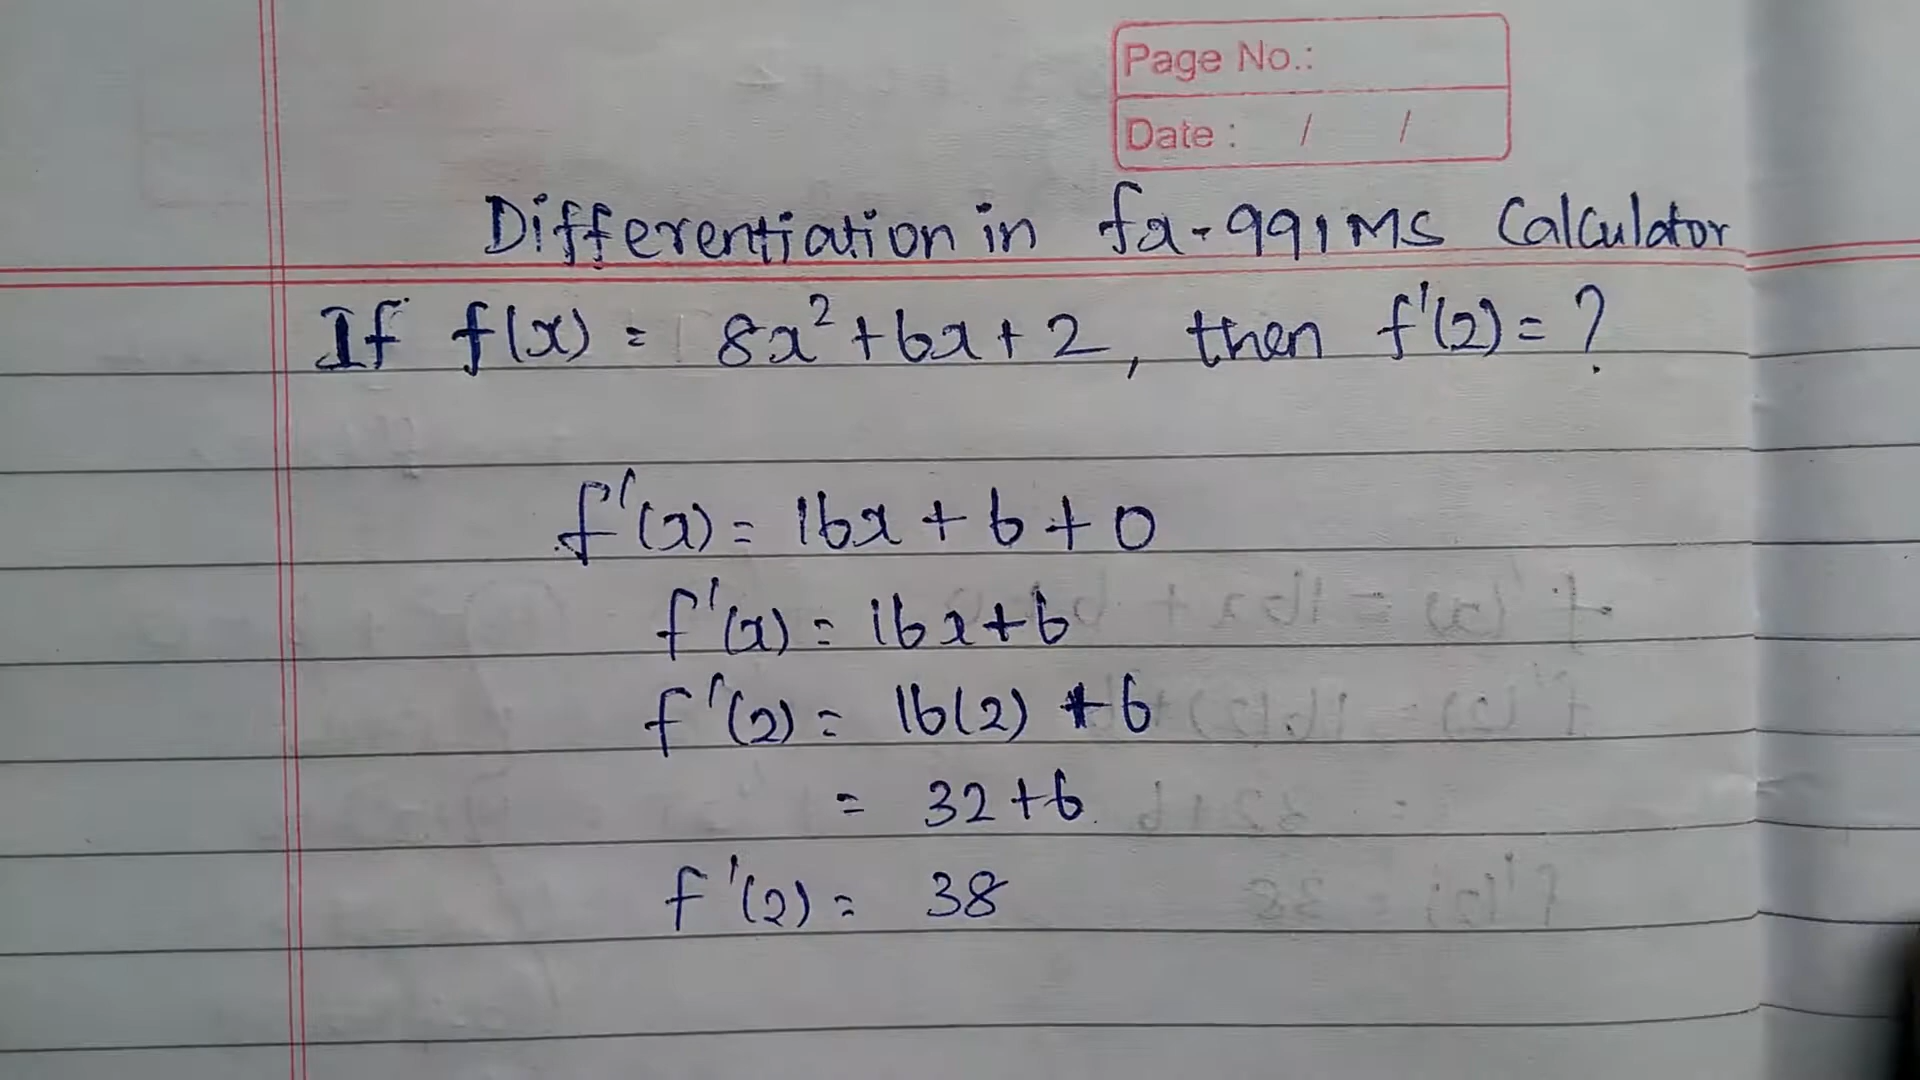 Page No.:
Date : / /
Differentiation in fx-991MS Calculator
If f(x) = 8x² + 6x + 2, then f'(2) = ?
f'(x) = 16x + 6 + 0
f'(x) = 16x + 6
f'(2) = 16(2) + 6
= 32 + 6
f'(2) = 38